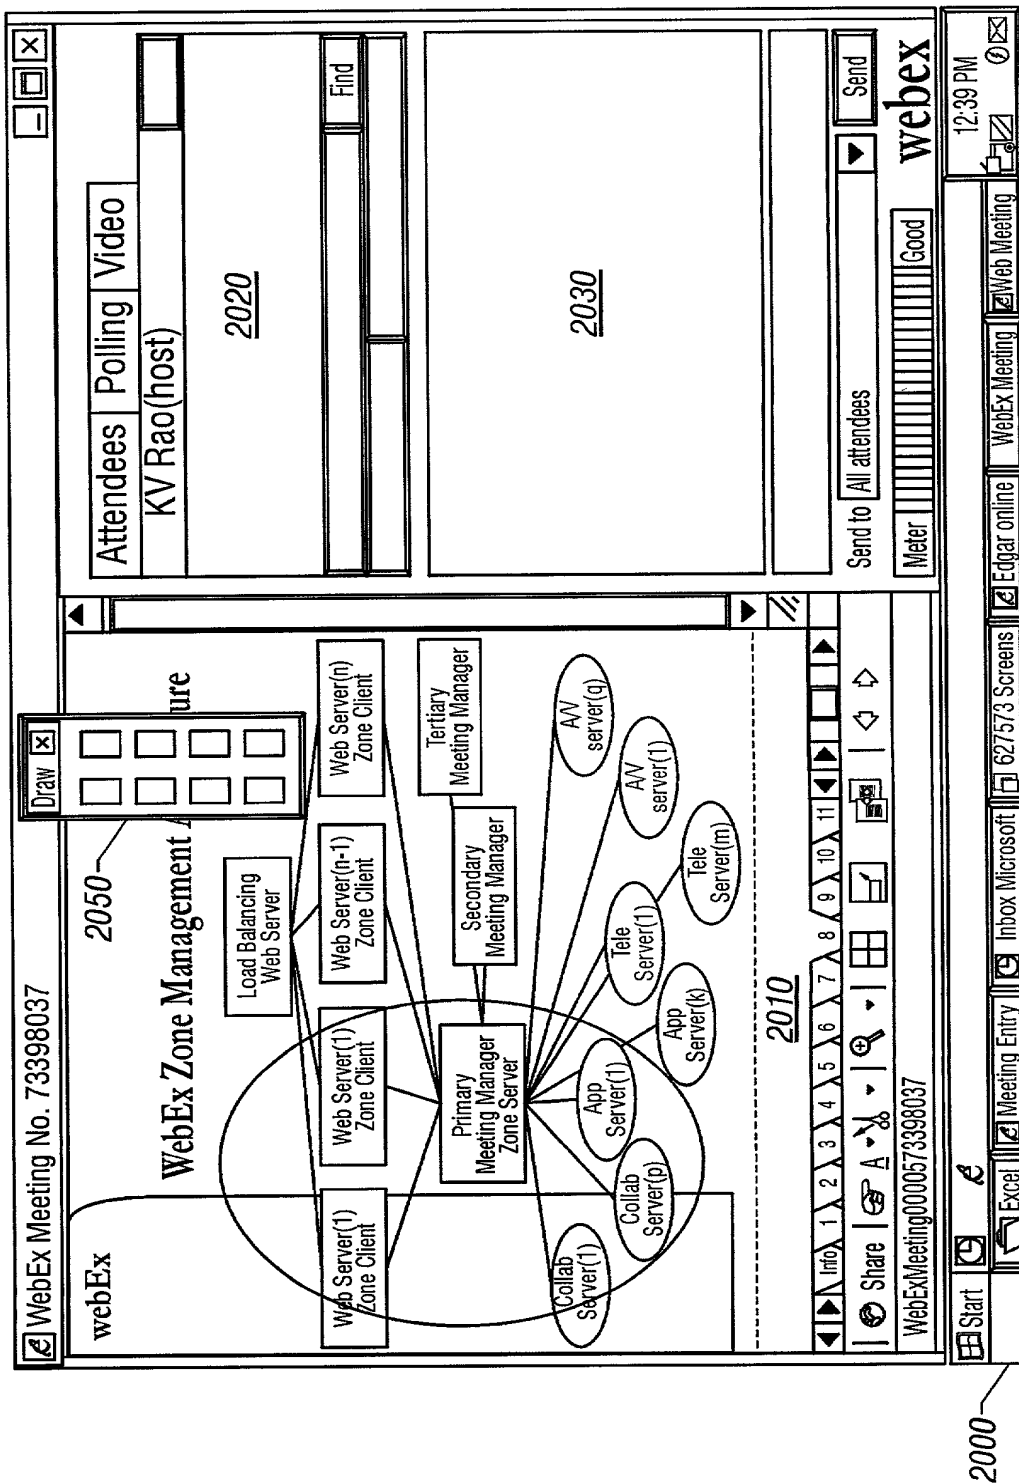 WebEx Meeting No. 73398037
webEx
2050
Draw
WebEx Zone Management A
ure
Load Balancing
Web Server
Web Server(1)
Zone Client
Web Server(1)
Zone Client
Web Server(n-1)
Zone Client
Web Server(n)
Zone Client
Primary
Meeting Manager
Zone Server
Secondary
Meeting Manager
Tertiary
Meeting Manager
Collab
Server(1)
Collab
Server(p)
App
Server(1)
App
Server(k)
Tele
Server(1)
Tele
Server(m)
A/V
server(1)
A/V
server(q)
2010
Info 1 2 3 4 5 6 7 8 9 10 11
Share A
WebExMeeting000057339803​7
Attendees Polling Video
KV Rao(host)
2020
Find
2030
Send to All attendees Send
Meter Good
webex
Start
Excel Meeting Entry Inbox Microsoft 627573 Screens Edgar online WebEx Meeting Web Meeting
12:39 PM
2000